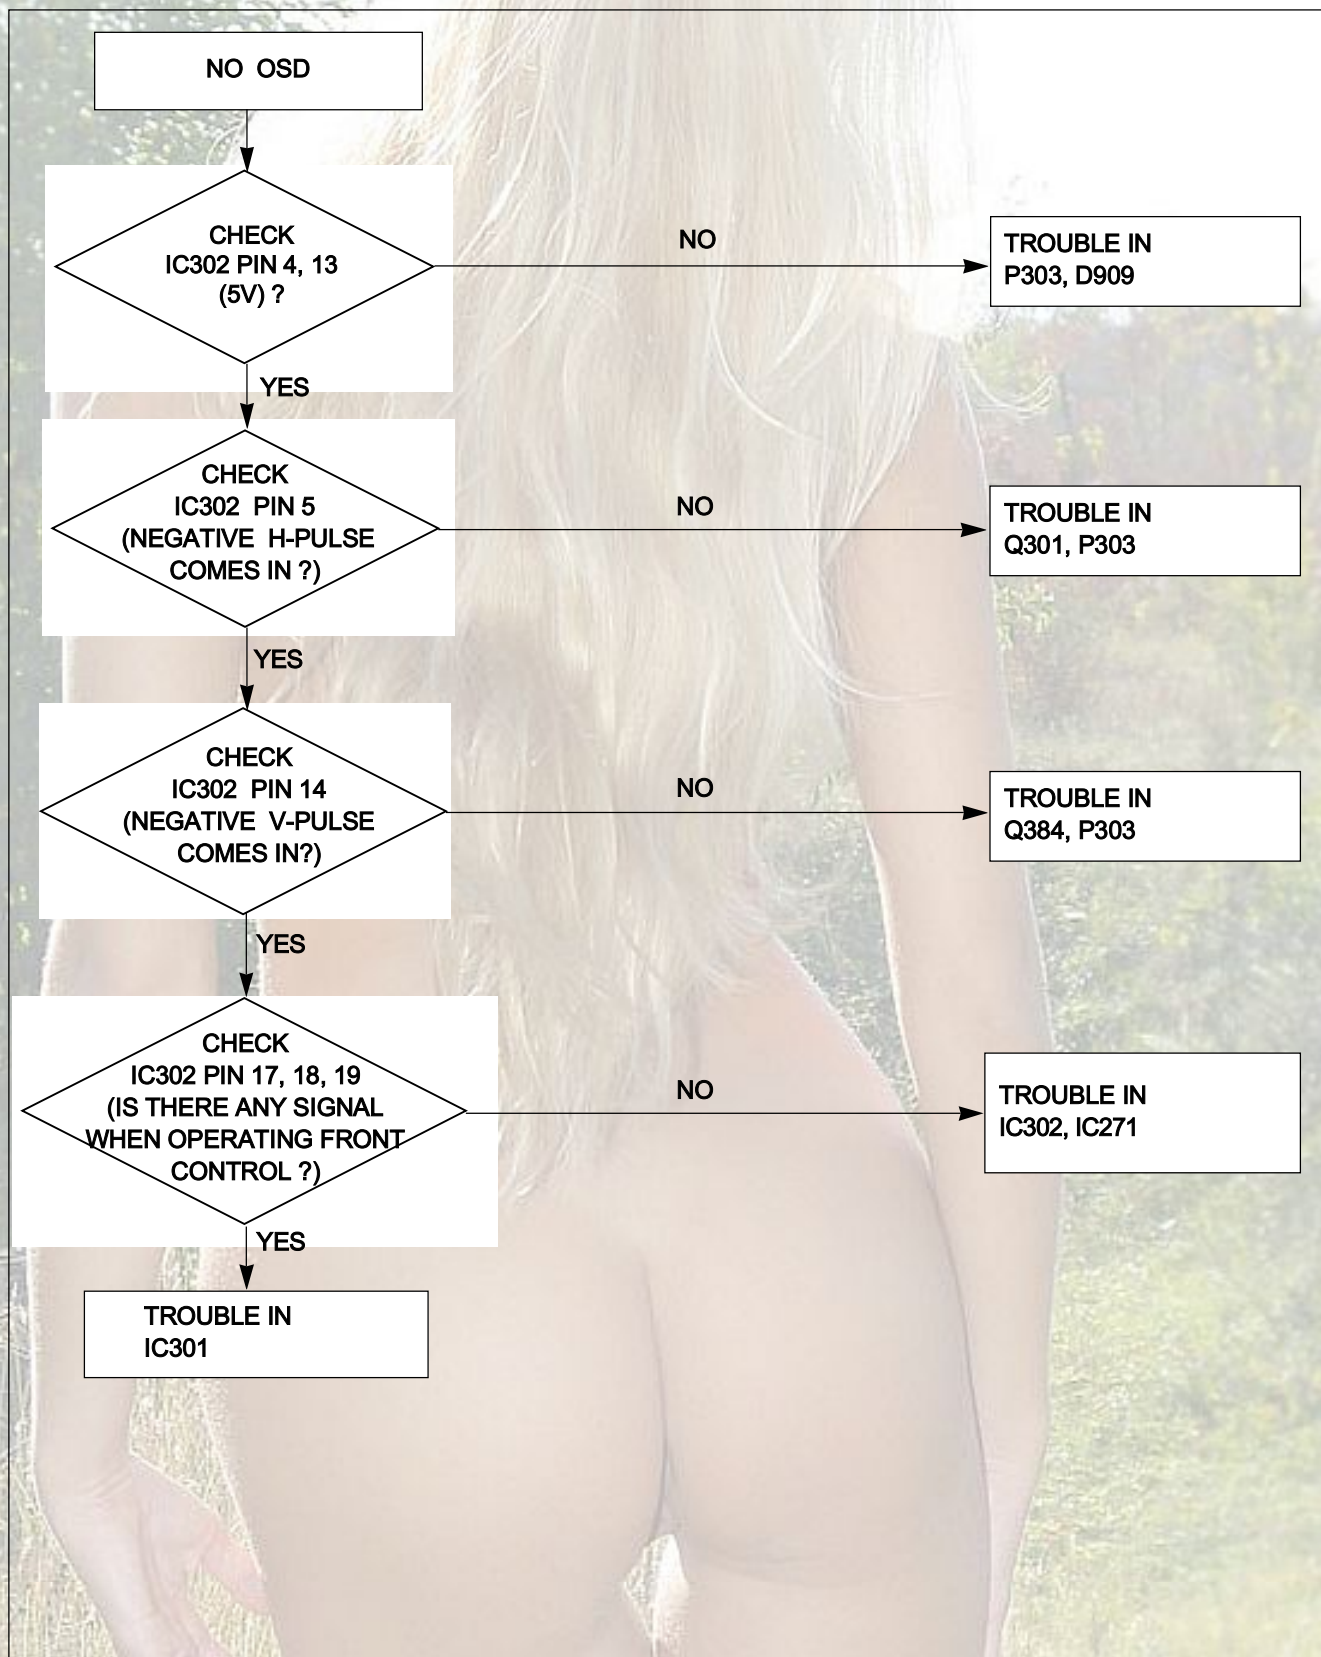 NO OSD
CHECK
IC302 PIN 4, 13
(5V) ?
NO
TROUBLE IN
P303, D909
YES
CHECK
IC302 PIN 5
(NEGATIVE H-PULSE
COMES IN ?)
NO
TROUBLE IN
Q301, P303
YES
CHECK
IC302 PIN 14
(NEGATIVE V-PULSE
COMES IN?)
NO
TROUBLE IN
Q384, P303
YES
CHECK
IC302 PIN 17, 18, 19
(IS THERE ANY SIGNAL
WHEN OPERATING FRONT
CONTROL ?)
NO
TROUBLE IN
IC302, IC271
YES
TROUBLE IN
IC301